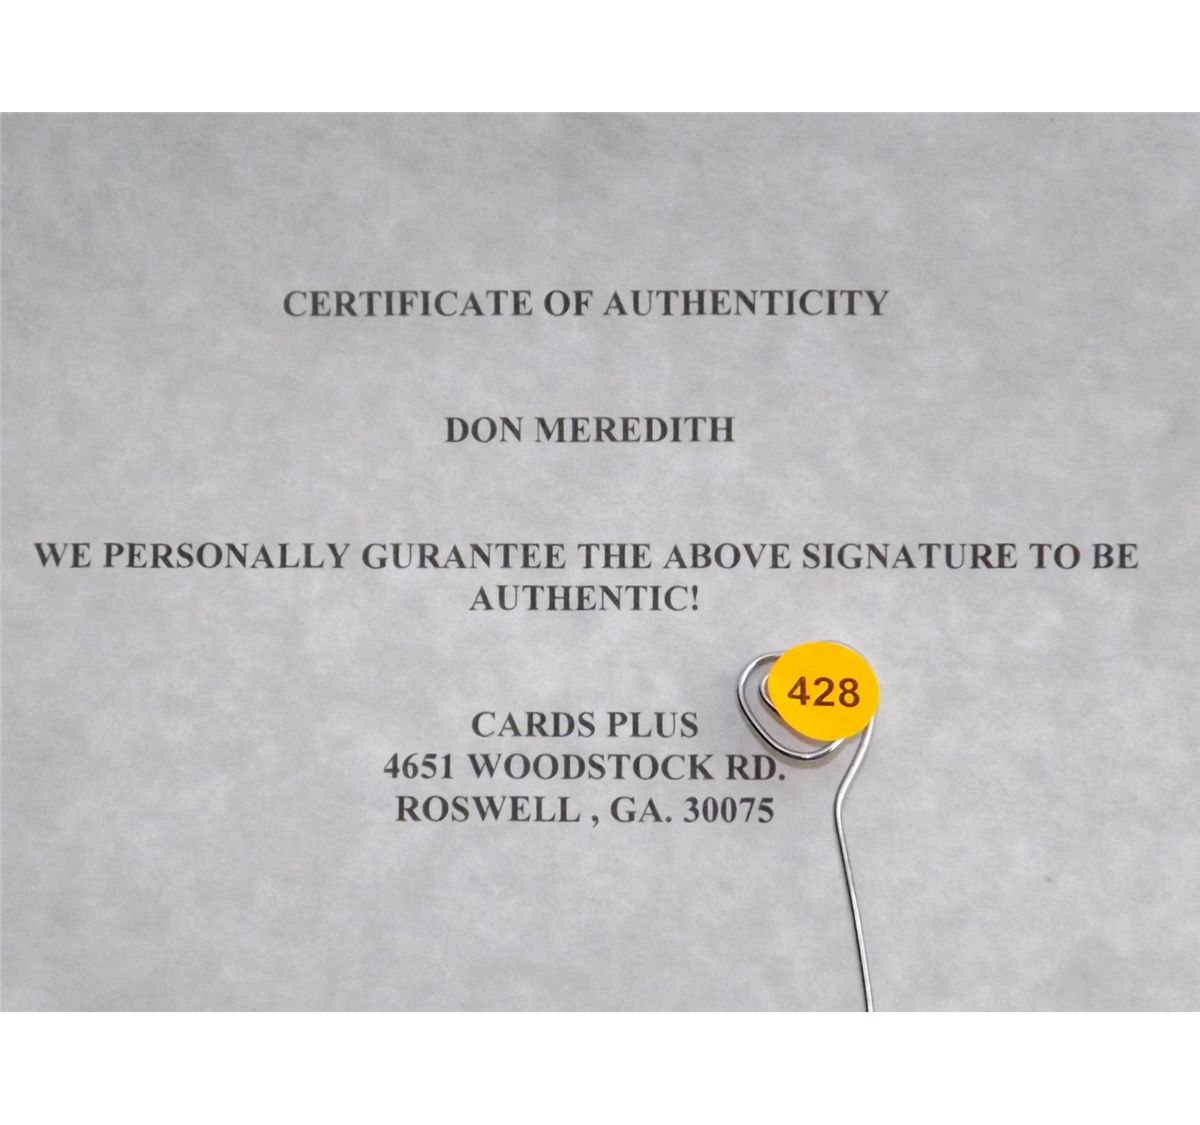 CERTIFICATE OF AUTHENTICITY
DON MEREDITH
WE PERSONALLY GURANTEE THE ABOVE SIGNATURE TO BE
AUTHENTIC!
428
CARDS PLUS
4651 WOODSTOCK RD.
ROSWELL , GA. 30075